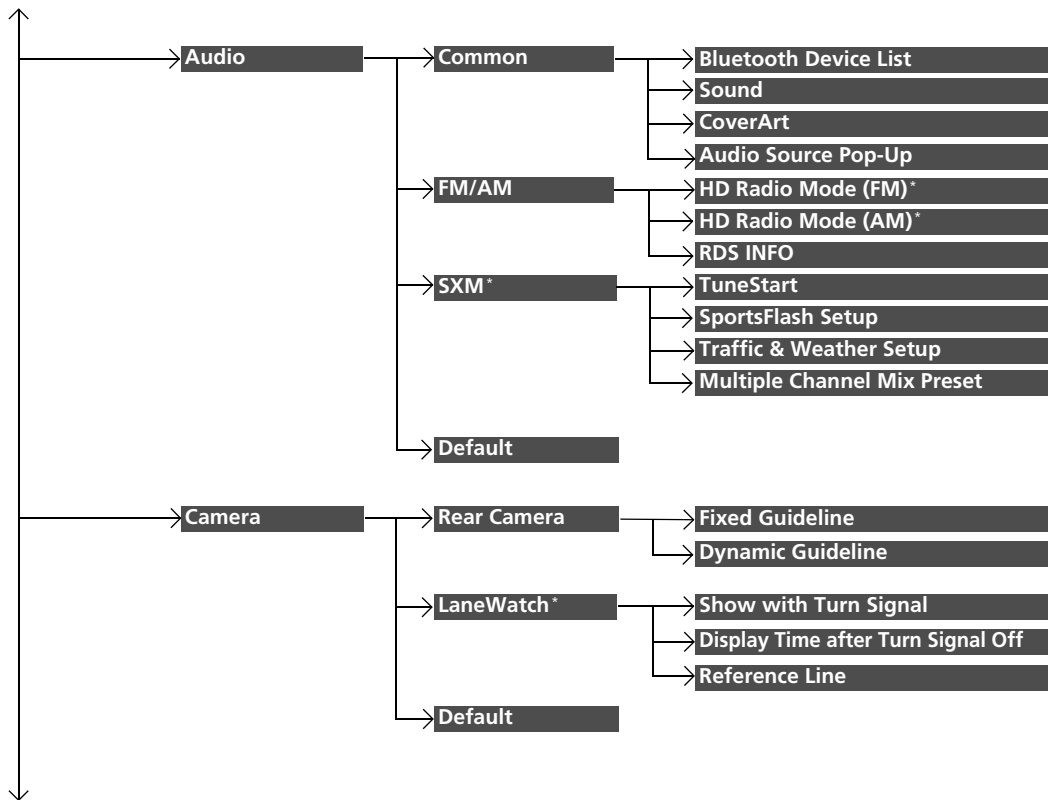 Audio
Common
Bluetooth Device List
Sound
CoverArt
Audio Source Pop-Up
FM/AM
HD Radio Mode (FM)*
HD Radio Mode (AM)*
RDS INFO
SXM*
TuneStart
SportsFlash Setup
Traffic & Weather Setup
Multiple Channel Mix Preset
Default
Camera
Rear Camera
Fixed Guideline
Dynamic Guideline
LaneWatch*
Show with Turn Signal
Display Time after Turn Signal Off
Reference Line
Default